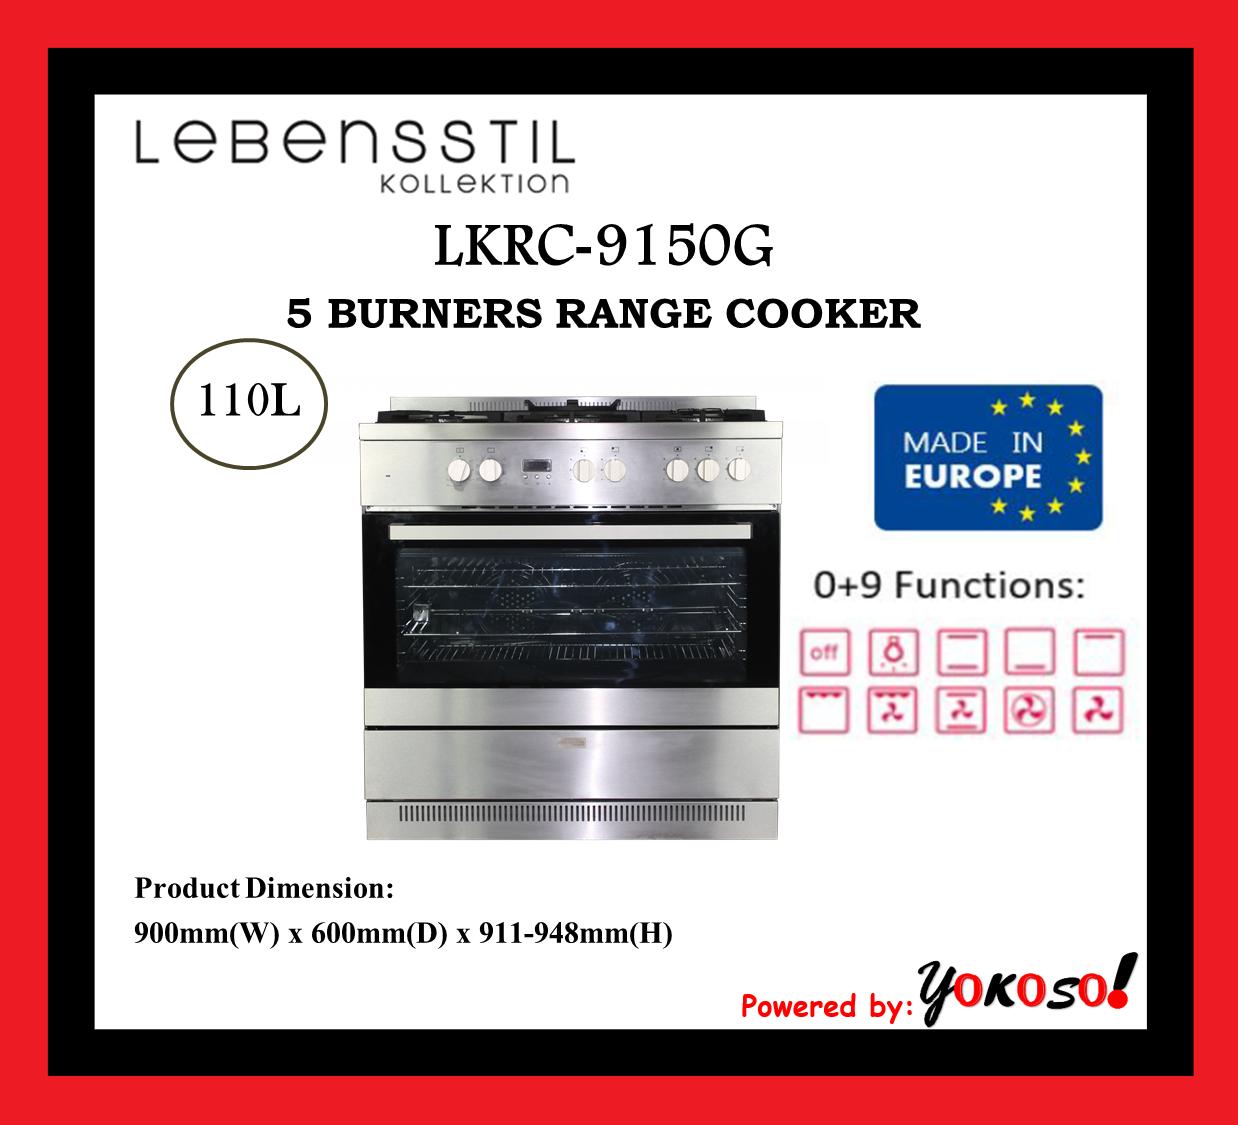 LeBenSSTIL
KOLLeKTIOn
LKRC-9150G
5 BURNERS RANGE COOKER
110L
MADE IN
EUROPE
0+9 Functions:
off
Product Dimension:
900mm(W) x 600mm(D) x 911-948mm(H)
Powered by: YOKOSO!